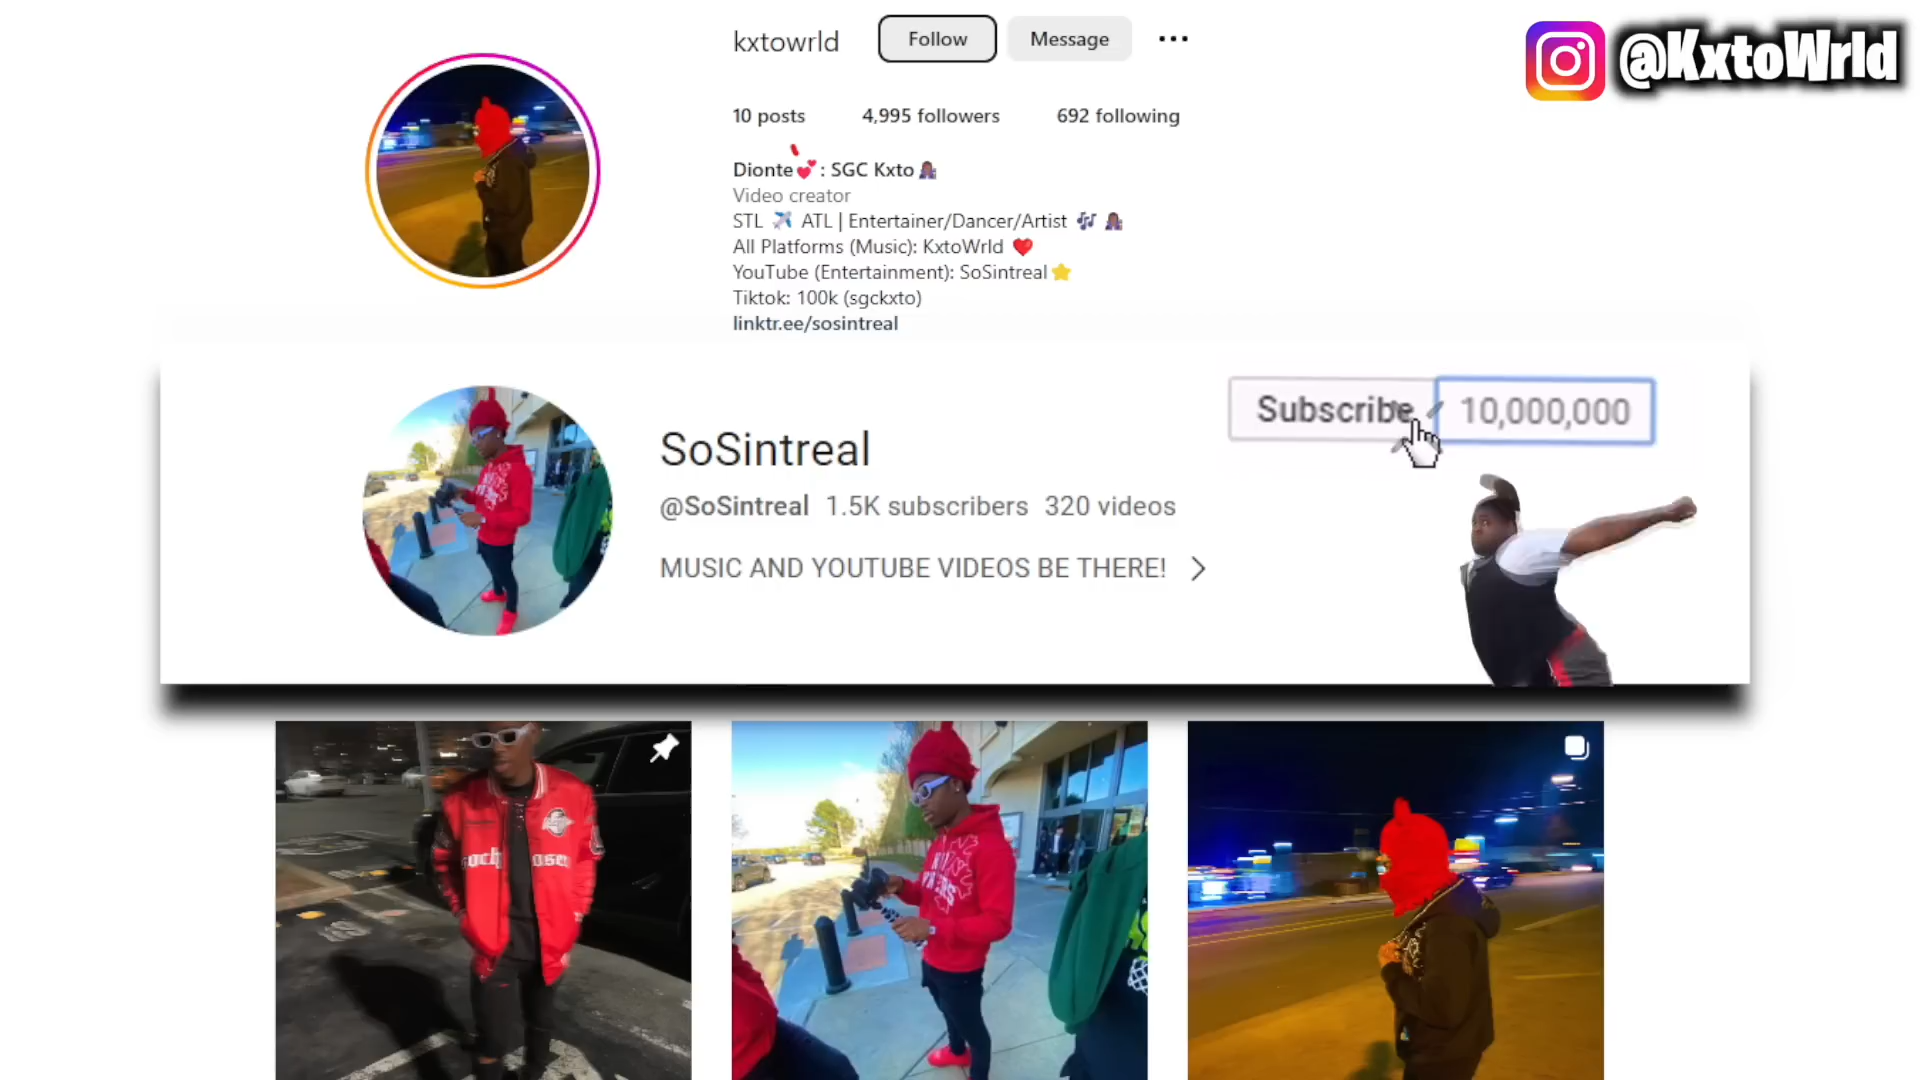 kxtowrld
Follow
Message
@KxtoWrld
10 posts
4,995 followers
692 following
Dionte💕: SGC Kxto👩🏾‍🎤
Video creator
STL ✈️ ATL | Entertainer/Dancer/Artist 🎶 👩🏾‍🎤
All Platforms (Music): KxtoWrld ❤️
YouTube (Entertainment): SoSintreal⭐
Tiktok: 100k (sgckxto)
linktr.ee/sosintreal
Subscribe
10,000,000
SoSintreal
@SoSintreal 1.5K subscribers 320 videos
MUSIC AND YOUTUBE VIDEOS BE THERE!